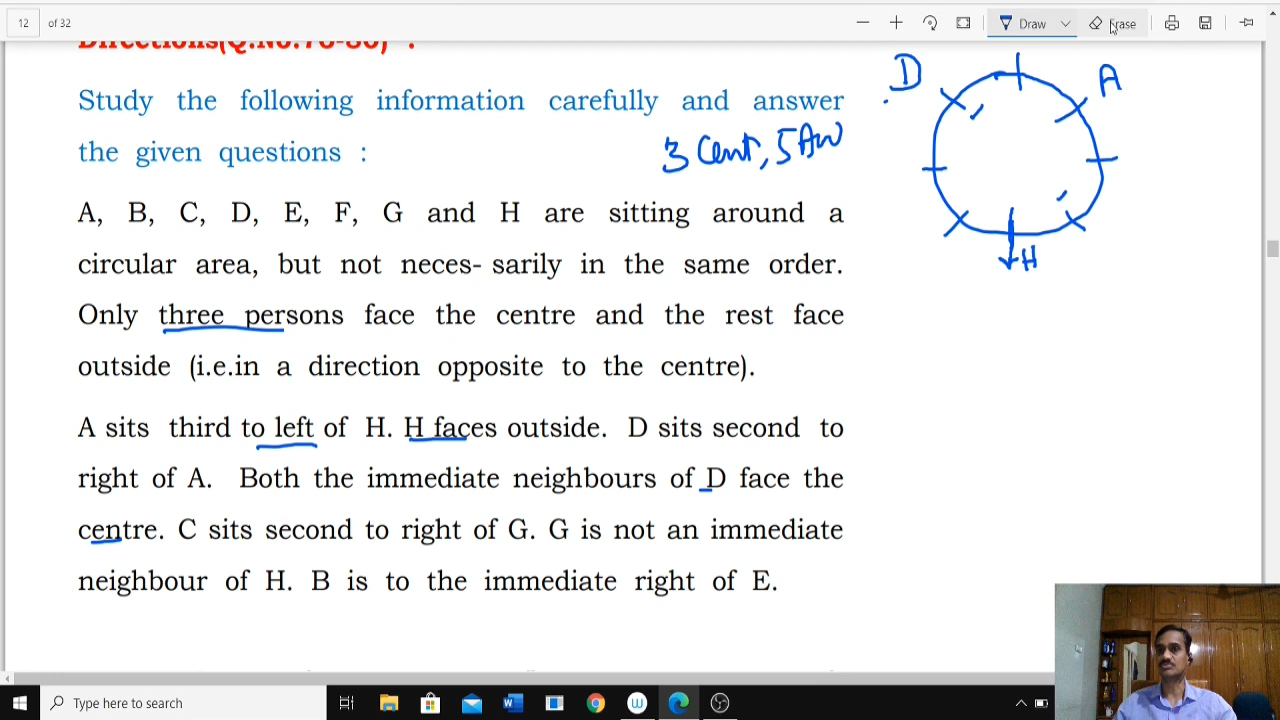 12 of 32
Draw
Erase
Directions(Q.No.76-80) :
D
A
Study the following information carefully and answer
the given questions :
3 Cent, 5 Aw
A, B, C, D, E, F, G and H are sitting around a
circular area, but not neces- sarily in the same order.
H
Only three persons face the centre and the rest face
outside (i.e.in a direction opposite to the centre).
A sits third to left of H. H faces outside. D sits second to
right of A. Both the immediate neighbours of D face the
centre. C sits second to right of G. G is not an immediate
neighbour of H. B is to the immediate right of E.
Type here to search